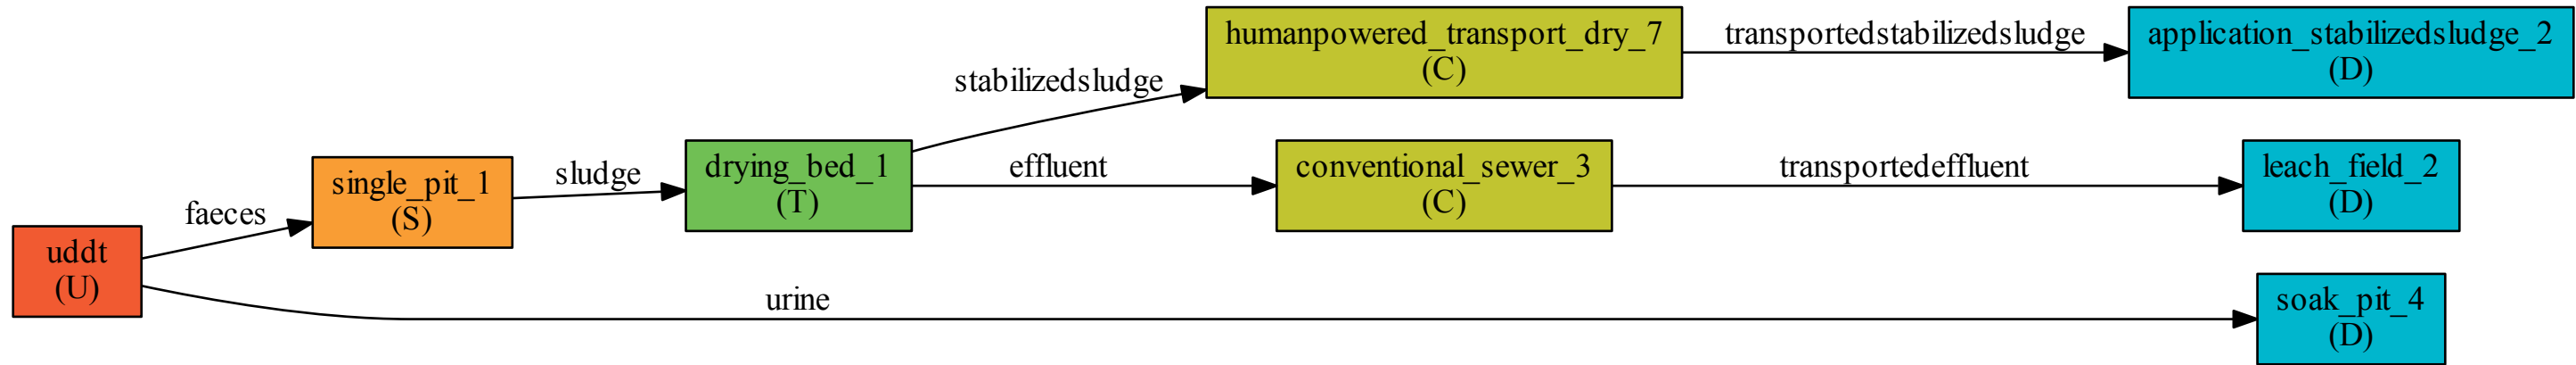 humanpowered_transport_dry_7
(C)
transportedstabilizedsludge
application_stabilizedsludge_2
(D)
stabilizedsludge
single_pit_1
(S)
sludge
drying_bed_1
(T)
effluent
conventional_sewer_3
(C)
transportedeffluent
leach_field_2
(D)
faeces
uddt
(U)
urine
soak_pit_4
(D)